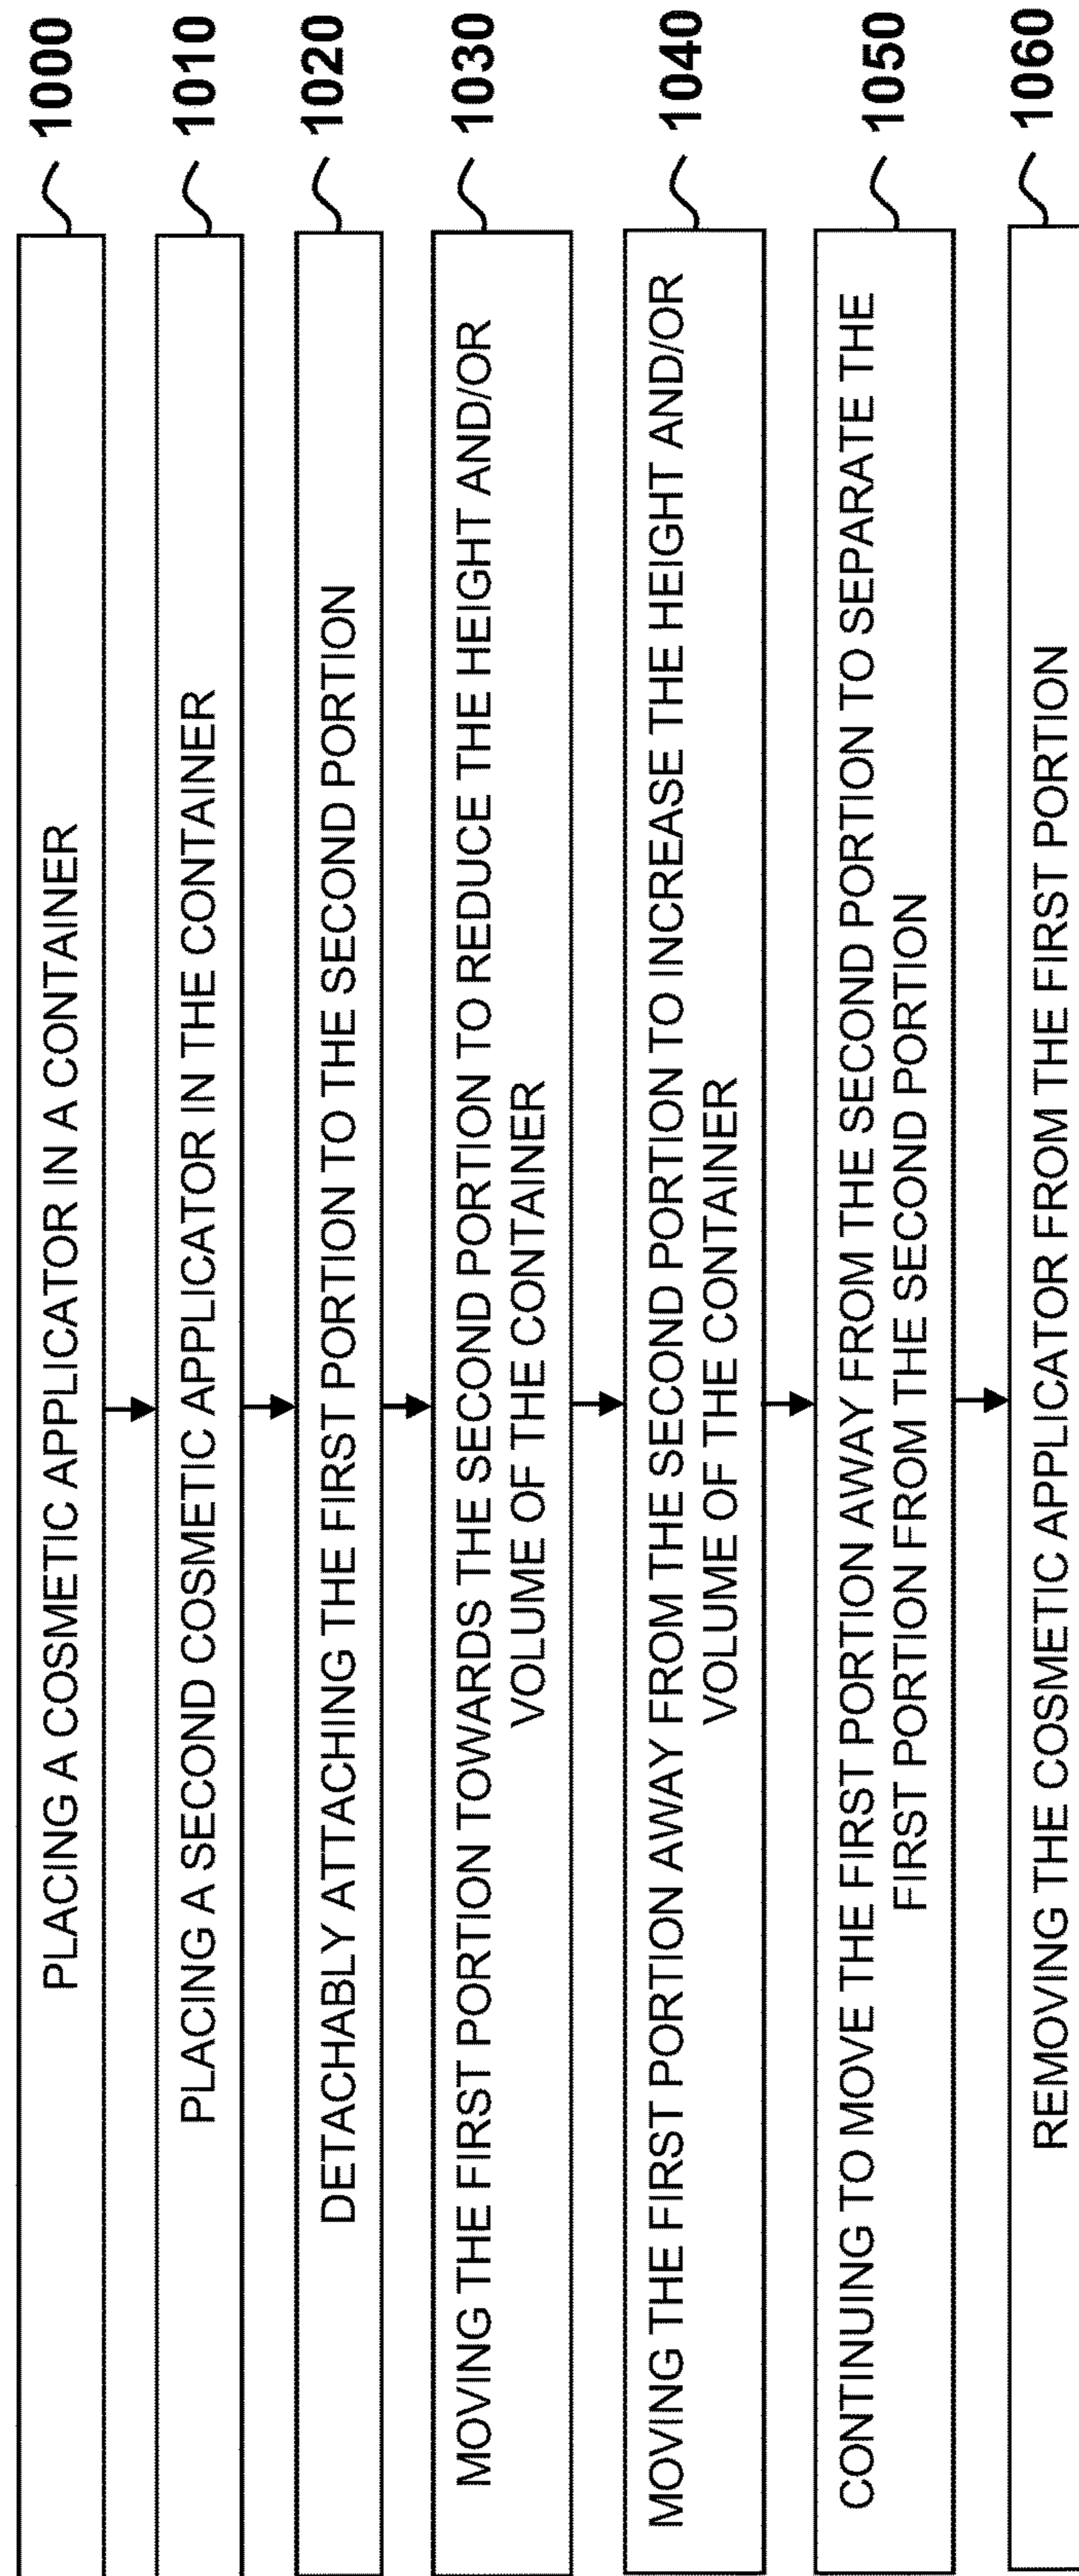 PLACING A COSMETIC APPLICATOR IN A CONTAINER
1000
PLACING A SECOND COSMETIC APPLICATOR IN THE CONTAINER
1010
DETACHABLY ATTACHING THE FIRST PORTION TO THE SECOND PORTION
1020
MOVING THE FIRST PORTION TOWARDS THE SECOND PORTION TO REDUCE THE HEIGHT AND/OR
VOLUME OF THE CONTAINER
1030
MOVING THE FIRST PORTION AWAY FROM THE SECOND PORTION TO INCREASE THE HEIGHT AND/OR
VOLUME OF THE CONTAINER
1040
CONTINUING TO MOVE THE FIRST PORTION AWAY FROM THE SECOND PORTION TO SEPARATE THE
FIRST PORTION FROM THE SECOND PORTION
1050
REMOVING THE COSMETIC APPLICATOR FROM THE FIRST PORTION
1060